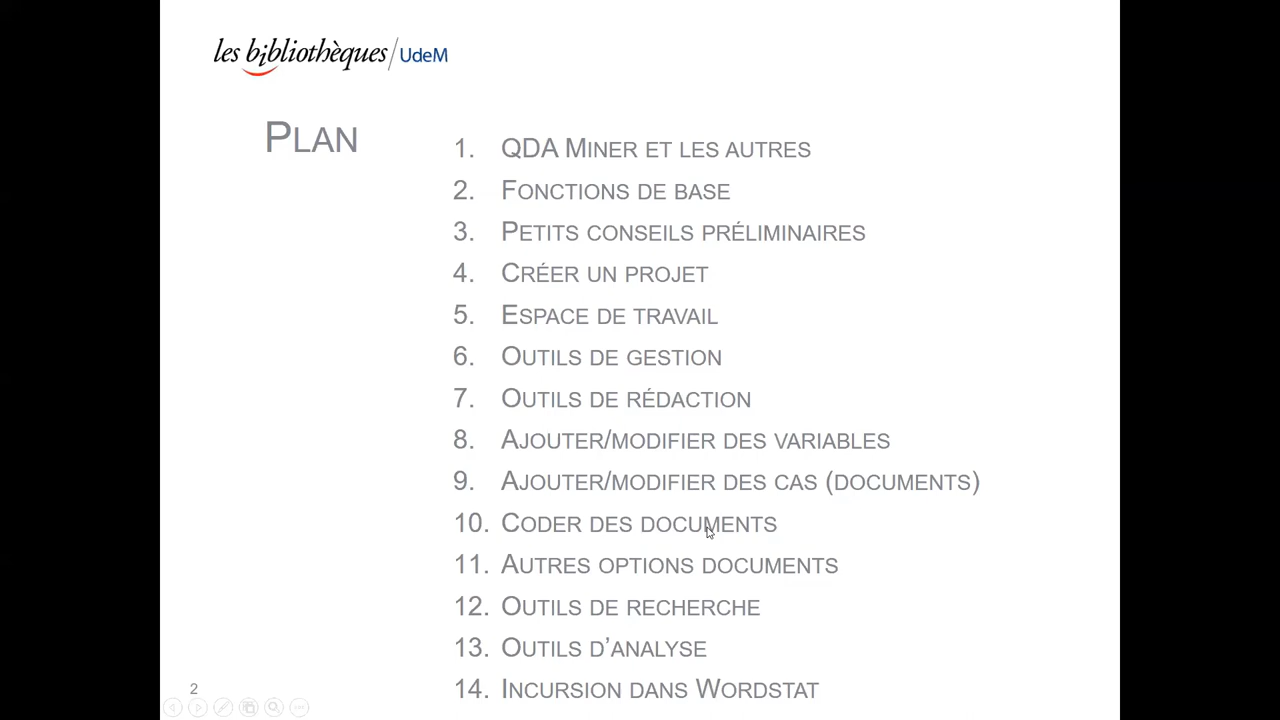 les bibliothèques/UdeM
PLAN
1. QDA MINER ET LES AUTRES
2. FONCTIONS DE BASE
3. PETITS CONSEILS PRÉLIMINAIRES
4. CRÉER UN PROJET
5. ESPACE DE TRAVAIL
6. OUTILS DE GESTION
7. OUTILS DE RÉDACTION
8. AJOUTER/MODIFIER DES VARIABLES
9. AJOUTER/MODIFIER DES CAS (DOCUMENTS)
10. CODER DES DOCUMENTS
11. AUTRES OPTIONS DOCUMENTS
12. OUTILS DE RECHERCHE
13. OUTILS D’ANALYSE
14. INCURSION DANS WORDSTAT
2